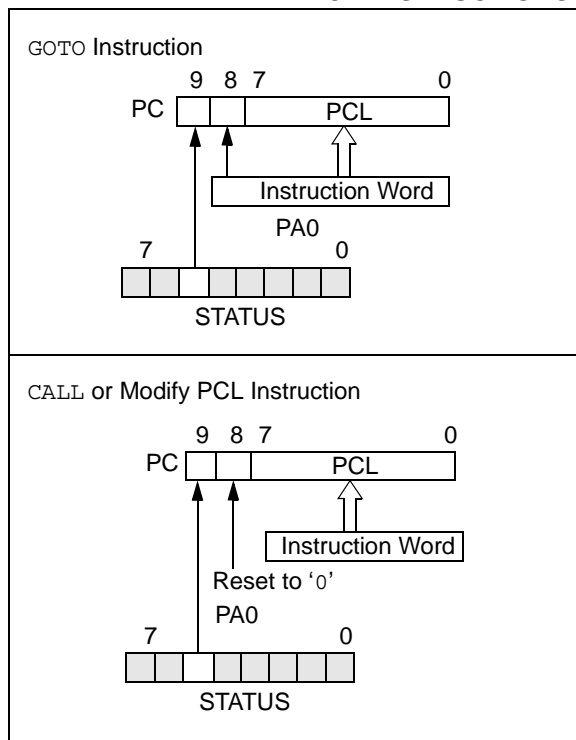 GOTO Instruction
9 8 7 0
PC PCL
Instruction Word
PA0
7 0
STATUS
CALL or Modify PCL Instruction
9 8 7 0
PC PCL
Instruction Word
Reset to ‘0’
PA0
7 0
STATUS